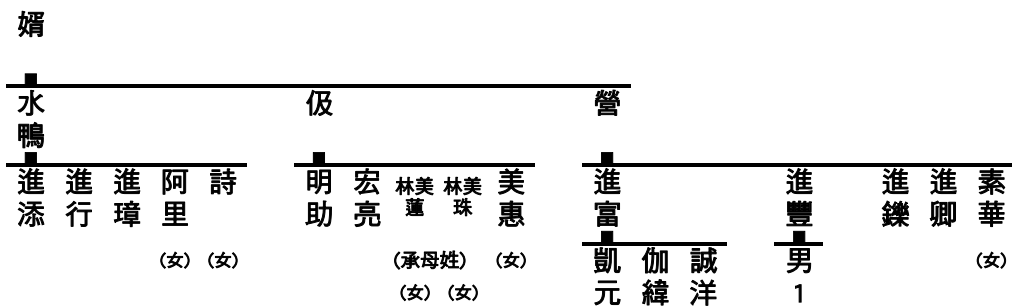 婿
水鴨 伋 營
進添 進行 進璋 阿里 詩 明助 宏亮 林美蓮 林美珠 美惠 進富 進豐 進鑠 進卿 素華
(女) (女) (承母姓) (女) (女)
(女) (女)
凱元 伽緯 誠洋 男1